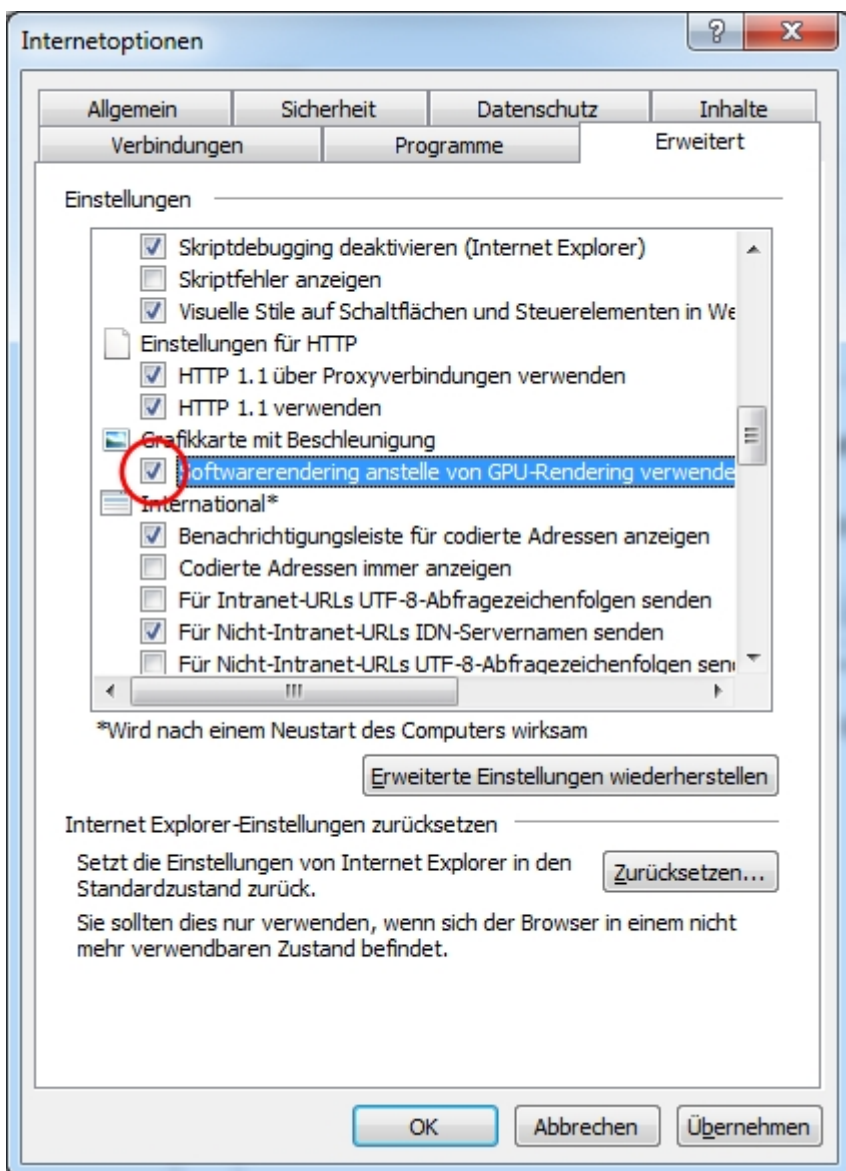 Internetoptionen
Allgemein Sicherheit Datenschutz Inhalte
Verbindungen Programme Erweitert
Einstellungen
Skriptdebugging deaktivieren (Internet Explorer)
Skriptfehler anzeigen
Visuelle Stile auf Schaltflächen und Steuerelementen in We
Einstellungen für HTTP
HTTP 1.1 über Proxyverbindungen verwenden
HTTP 1.1 verwenden
Grafikkarte mit Beschleunigung
Softwarerendering anstelle von GPU-Rendering verwende
International*
Benachrichtigungsleiste für codierte Adressen anzeigen
Codierte Adressen immer anzeigen
Für Intranet-URLs UTF-8-Abfragezeichenfolgen senden
Für Nicht-Intranet-URLs IDN-Servernamen senden
Für Nicht-Intranet-URLs UTF-8-Abfragezeichenfolgen sen
*Wird nach einem Neustart des Computers wirksam
Erweiterte Einstellungen wiederherstellen
Internet Explorer-Einstellungen zurücksetzen
Setzt die Einstellungen von Internet Explorer in den
Standardzustand zurück.
Zurücksetzen...
Sie sollten dies nur verwenden, wenn sich der Browser in einem nicht
mehr verwendbaren Zustand befindet.
OK Abbrechen Übernehmen